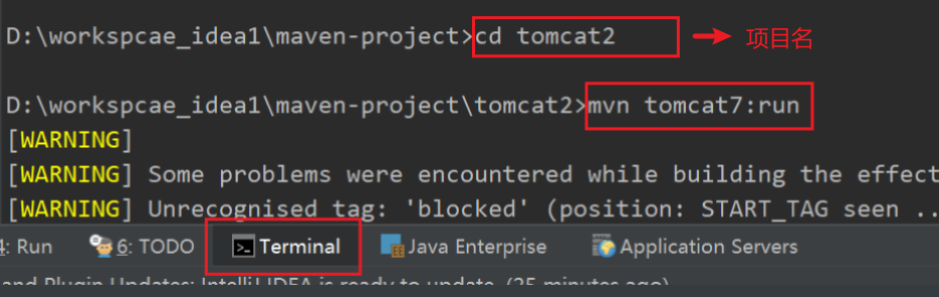 D:\workspcae_idea1\maven-project>cd tomcat2 项目名
D:\workspcae_idea1\maven-project\tomcat2>mvn tomcat7:run
[WARNING]
[WARNING] Some problems were encountered while building the effect
[WARNING] Unrecognised tag: 'blocked' (position: START_TAG seen ..
4: Run 6: TODO Terminal Java Enterprise Application Servers
and Plugin Updates: IntelliJ IDEA is ready to update. (25 minutes ago)